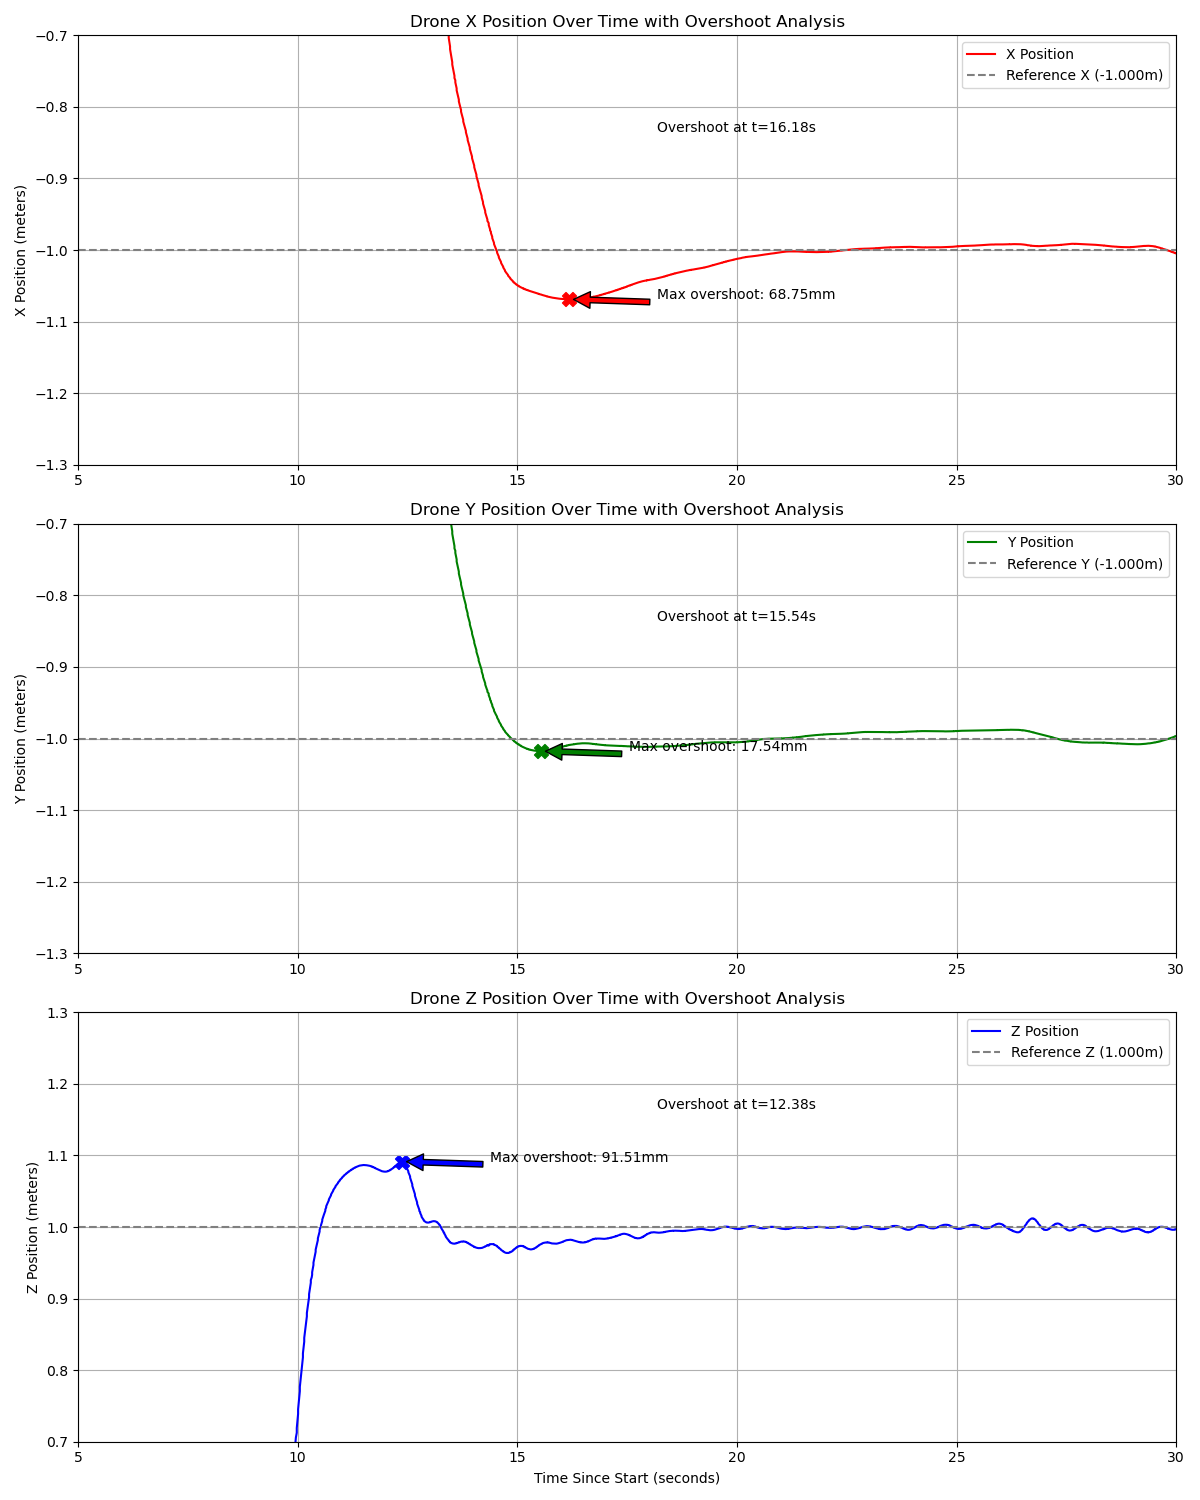 Drone X Position Over Time with Overshoot Analysis
X Position (meters)
−0.7
−0.8
−0.9
−1.0
−1.1
−1.2
−1.3
X Position
Reference X (-1.000m)
Overshoot at t=16.18s
Max overshoot: 68.75mm
5 10 15 20 25 30
Drone Y Position Over Time with Overshoot Analysis
Y Position (meters)
−0.7
−0.8
−0.9
−1.0
−1.1
−1.2
−1.3
Y Position
Reference Y (-1.000m)
Overshoot at t=15.54s
Max overshoot: 17.54mm
5 10 15 20 25 30
Drone Z Position Over Time with Overshoot Analysis
Z Position (meters)
1.3
1.2
1.1
1.0
0.9
0.8
0.7
Z Position
Reference Z (1.000m)
Overshoot at t=12.38s
Max overshoot: 91.51mm
5 10 15 20 25 30
Time Since Start (seconds)